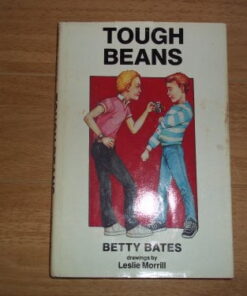 TOUGH
BEANS
BETTY BATES
drawings by
Leslie Morrill